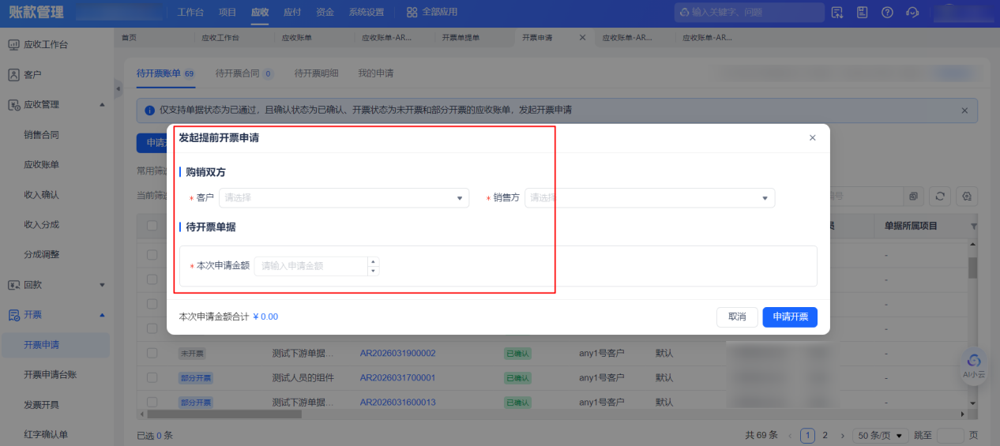 账款管理 工作台 项目 应收 应付 资金 系统设置 全部应用 输入关键字、问题
应收工作台
客户
应收管理
销售合同
应收账单
收入确认
收入分成
分成调整
回款
开票
开票申请
开票申请台账
发票开具
红字确认单
首页 应收工作台 应收账单 应收账单-AR... 开票单提单 开票申请 应收账单-AR... 应收账单-AR...
待开票账单 69 待开票合同 0 待开票明细 我的申请
仅支持单据状态为已通过，且确认状态为已确认、开票状态为未开票和部分开票的应收账单，发起开票申请
申请
常用筛
当前筛
单据所属项目
发起提前开票申请
购销双方
* 客户 请选择 * 销售方 请选择
待开票单据
* 本次申请金额 请输入申请金额
本次申请金额合计 ¥ 0.00 取消 申请开票
-
-
-
-
未开票 测试下游单据... AR2026031900002 已确认 any1号客户 默认 -
部分开票 测试人员的组件 AR2026031700001 已确认 any1号客户 默认 -
部分开票 测试下游单据... AR2026031600013 已确认 any1号客户 默认 -
AI小云
已选 0 条 共 69 条 1 2 50 条/页 跳至 页